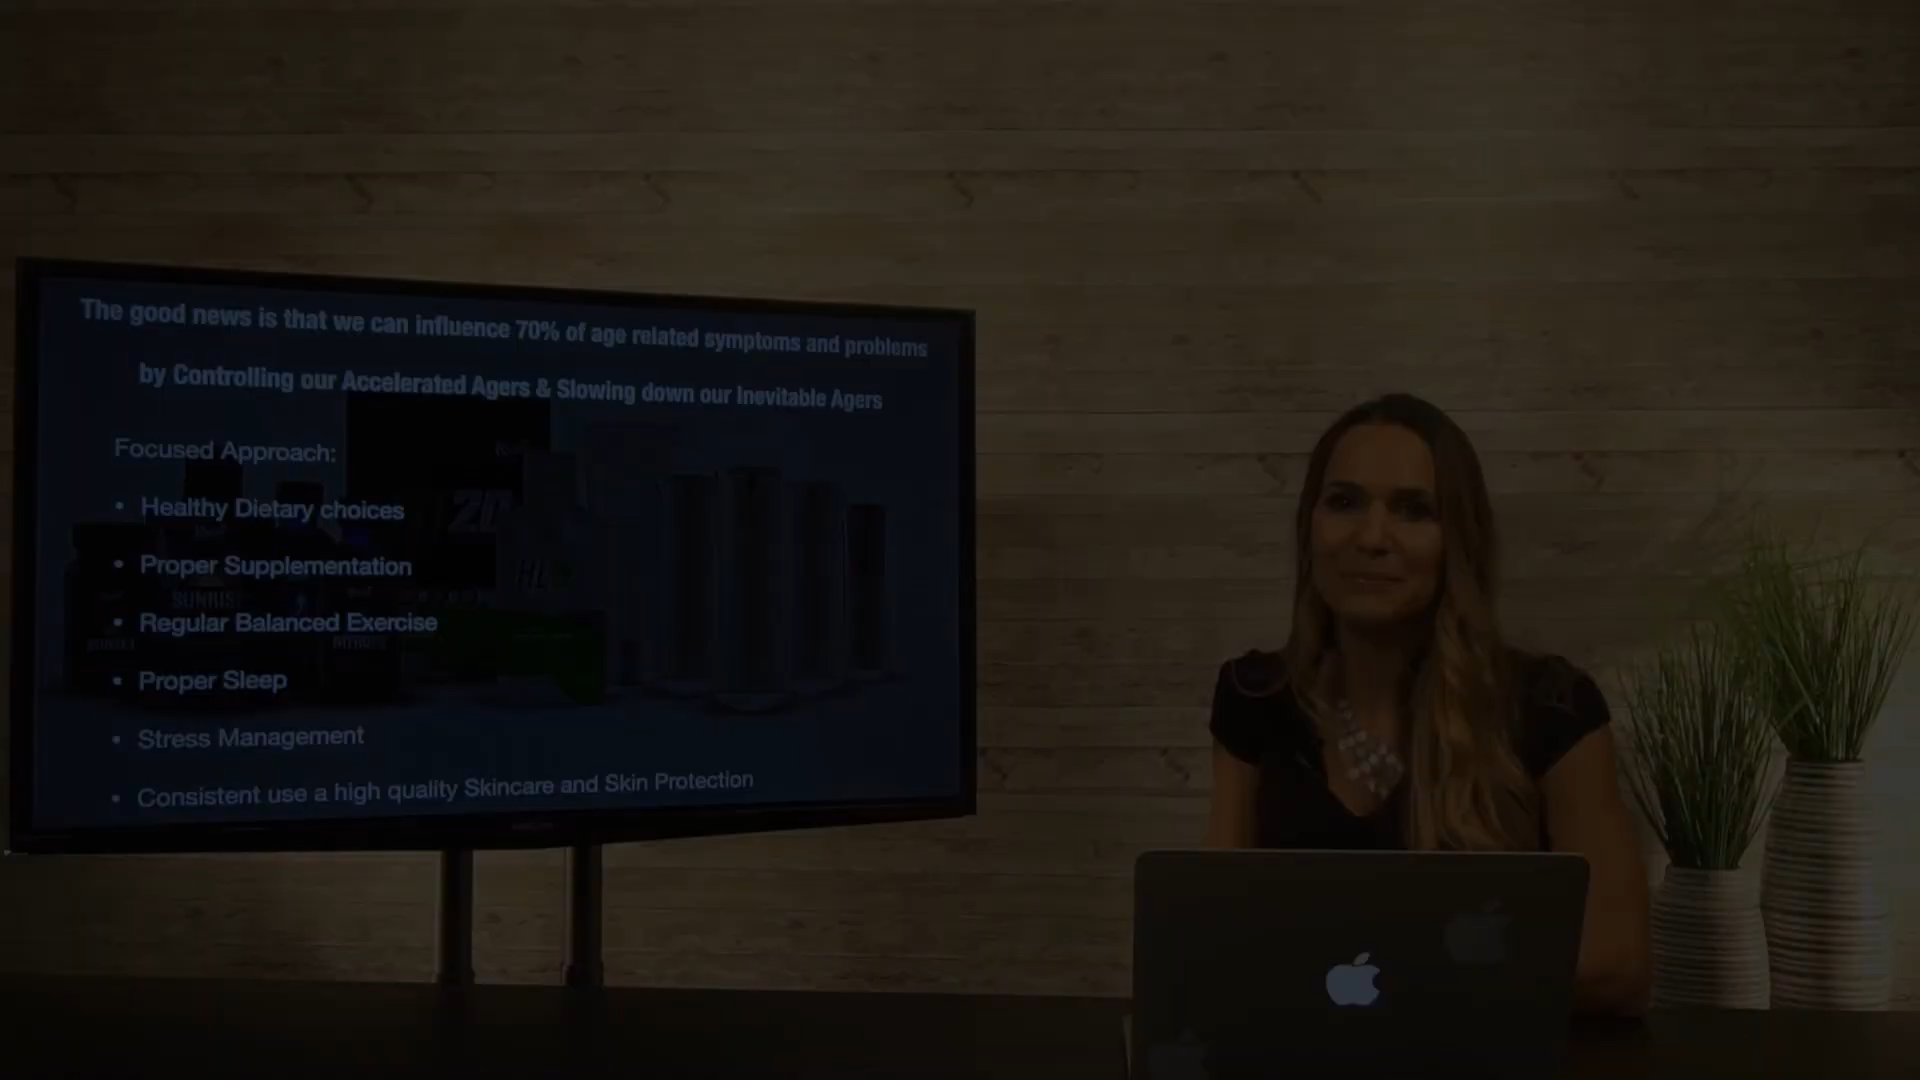 The good news is that we can influence 70% of age related symptoms and problems
by Controlling our Accelerated Agers & Slowing down our Inevitable Agers
Focused Approach:
• Healthy Dietary choices
• Proper Supplementation
• Regular Balanced Exercise
• Proper Sleep
• Stress Management
• Consistent use a high quality Skincare and Skin Protection